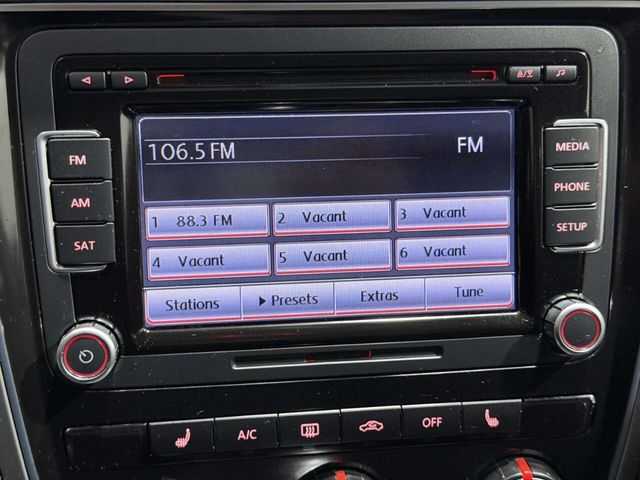 106.5 FM FM
1 88.3 FM 2 Vacant 3 Vacant
4 Vacant 5 Vacant 6 Vacant
Stations Presets Extras Tune
FM
AM
SAT
MEDIA
PHONE
SETUP
A/C OFF